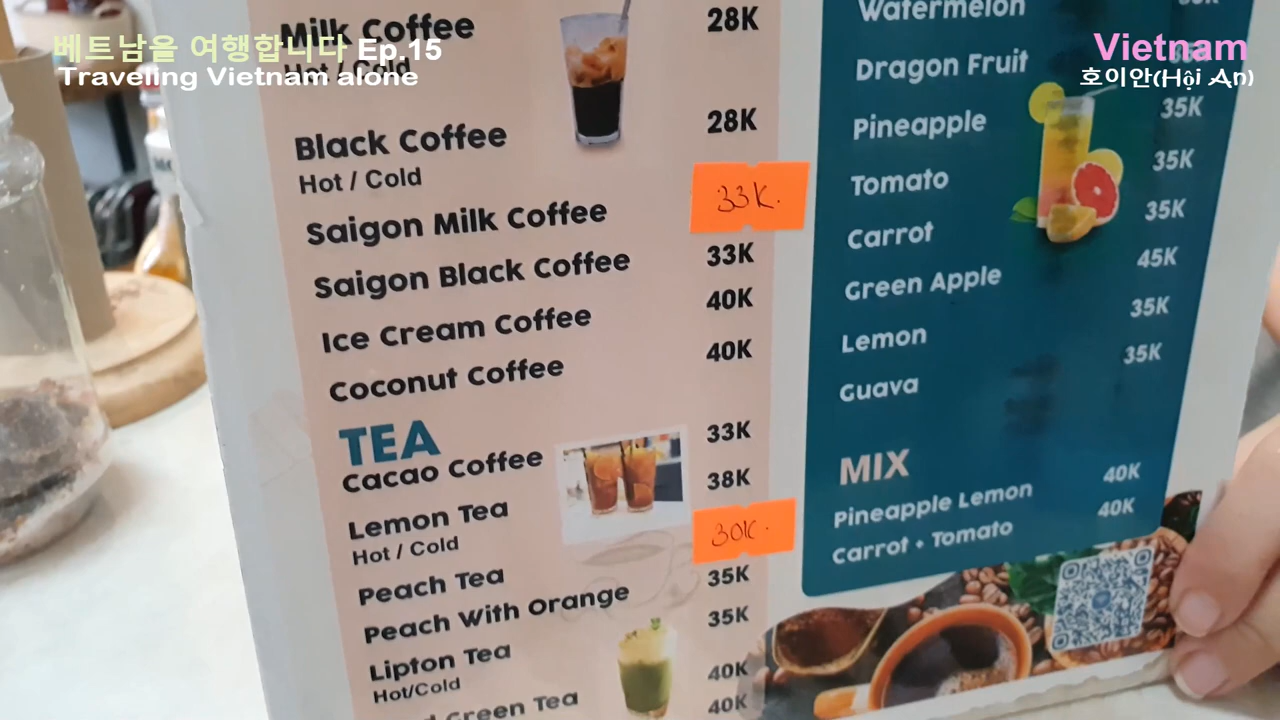 베트남을 여행합니다 Ep.15
Traveling Vietnam alone
Vietnam
호이안(Hội An)
Milk Coffee 28K
Hot / Cold
Black Coffee 28K
Hot / Cold
Saigon Milk Coffee 33K.
Saigon Black Coffee 33K
Ice Cream Coffee 40K
Coconut Coffee 40K
TEA
Cacao Coffee 33K
Lemon Tea 38K
Hot / Cold
Peach Tea 30K.
Peach With Orange 35K
Lipton Tea 35K
Hot/Cold
Green Tea 40K
40K
Watermelon
Dragon Fruit
Pineapple 35K
Tomato 35K
Carrot 35K
Green Apple 45K
Lemon 35K
Guava 35K
MIX
Pineapple Lemon 40K
Carrot + Tomato 40K